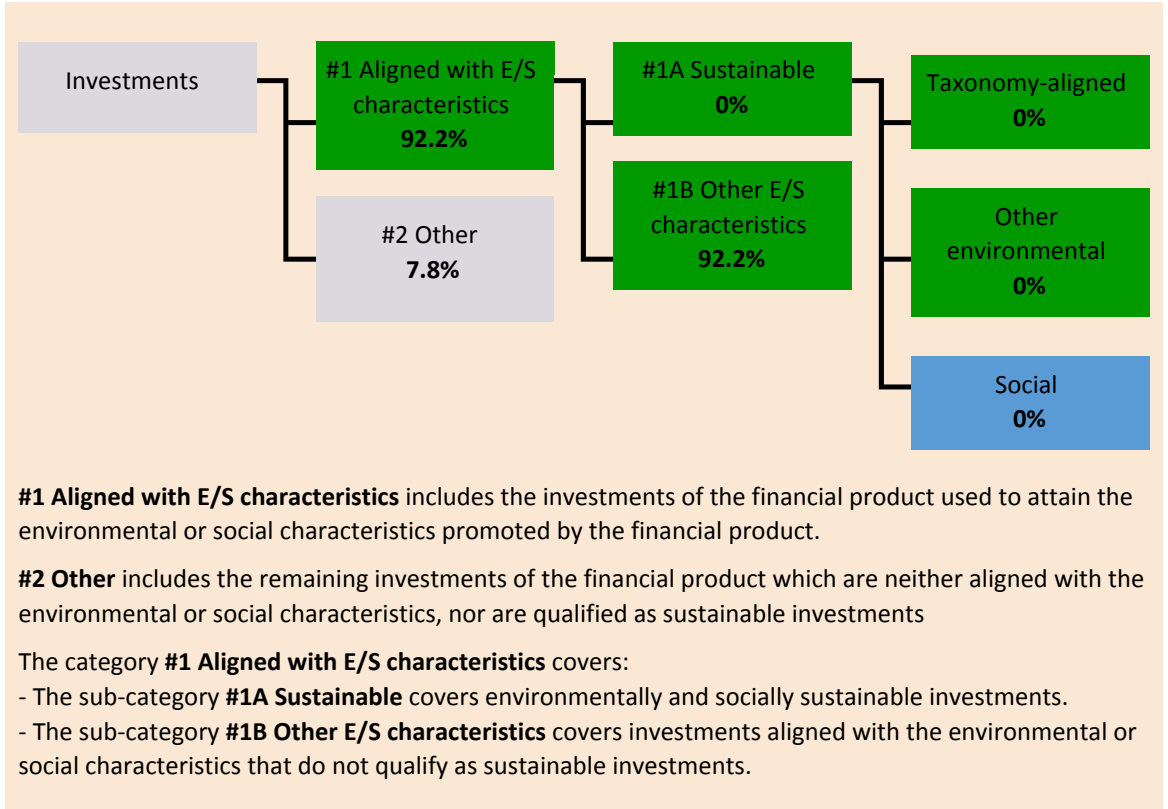 Investments
#1 Aligned with E/S
characteristics
92.2%
#2 Other
7.8%
#1A Sustainable
0%
#1B Other E/S
characteristics
92.2%
Taxonomy-aligned
0%
Other
environmental
0%
Social
0%
#1 Aligned with E/S characteristics includes the investments of the financial product used to attain the
environmental or social characteristics promoted by the financial product.
#2 Other includes the remaining investments of the financial product which are neither aligned with the
environmental or social characteristics, nor are qualified as sustainable investments
The category #1 Aligned with E/S characteristics covers:
- The sub-category #1A Sustainable covers environmentally and socially sustainable investments.
- The sub-category #1B Other E/S characteristics covers investments aligned with the environmental or
social characteristics that do not qualify as sustainable investments.